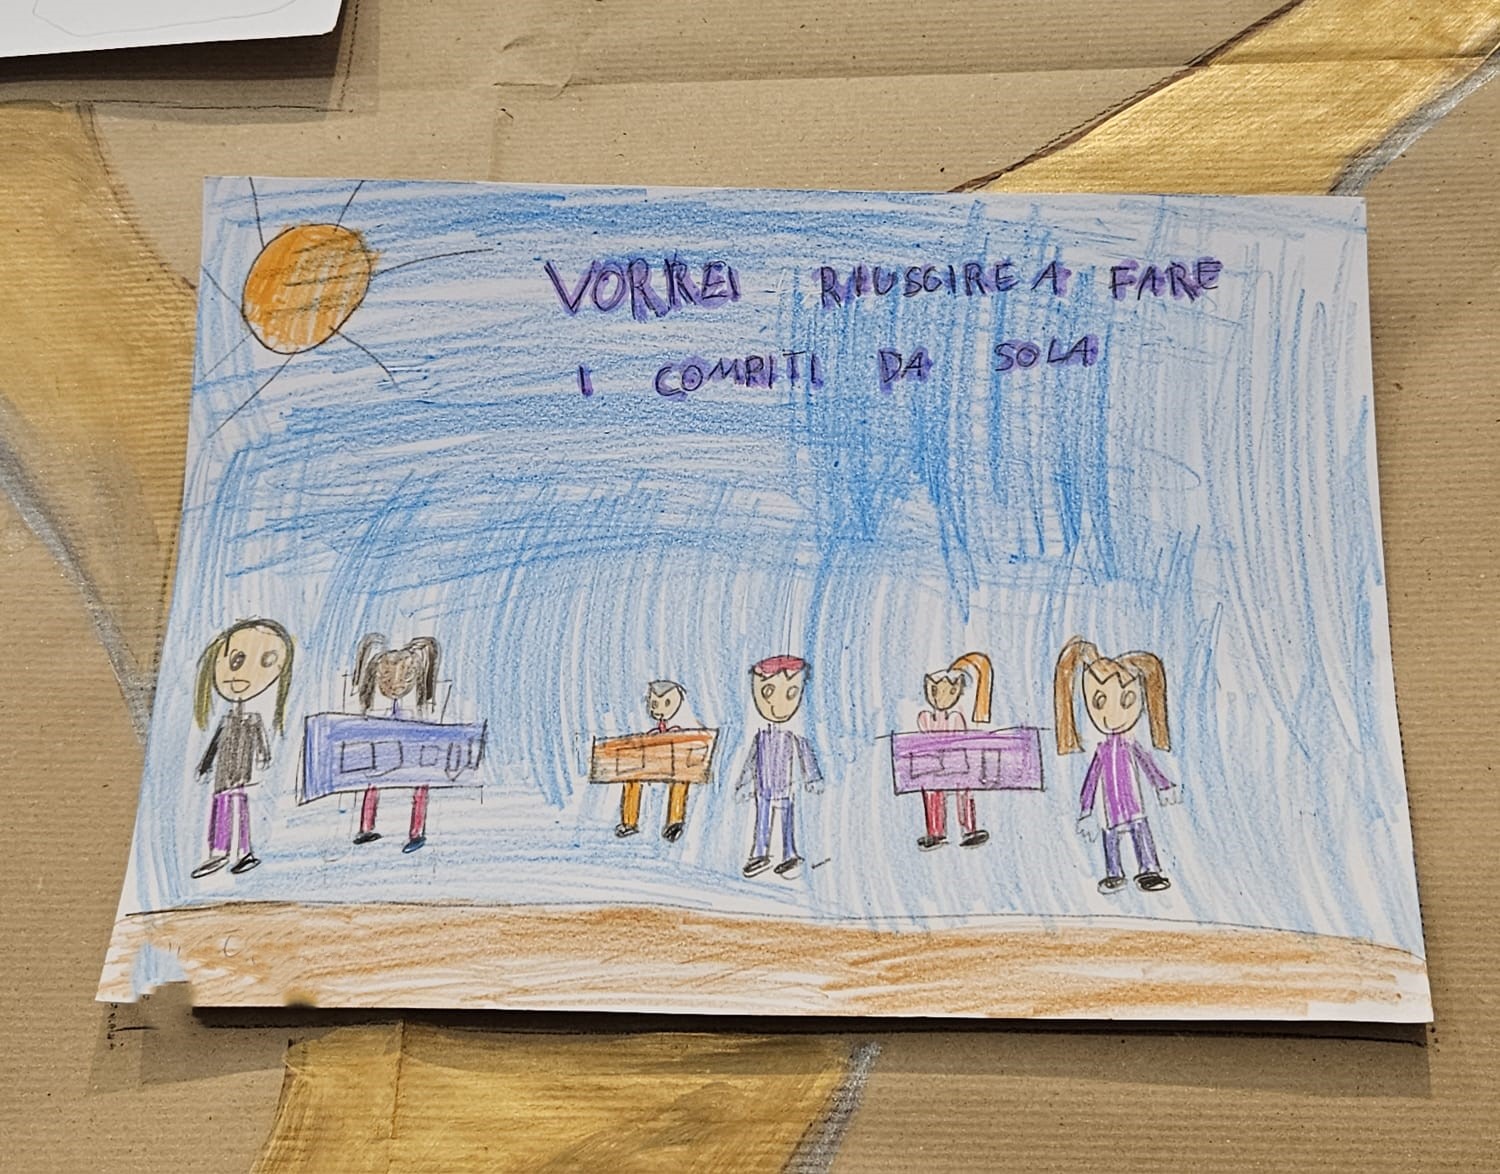 VORREI RIUSCIRE A FARE
I COMPITI DA SOLA